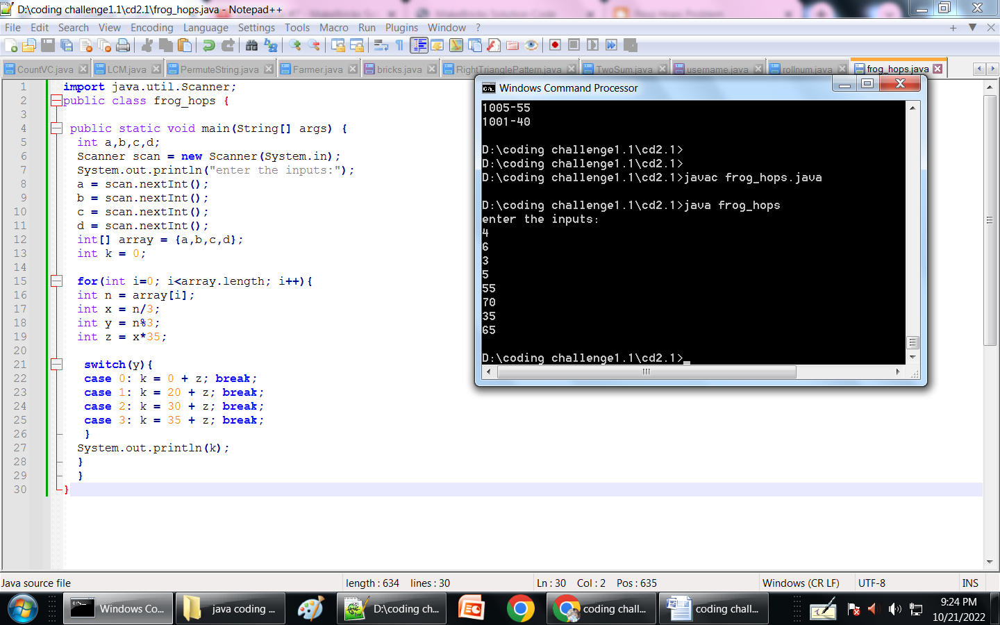 D:\coding challenge1.1\cd2.1\frog_hops.java - Notepad++
File Edit Search View Encoding Language Settings Tools Macro Run Plugins Window ?
CountVC.java LCM.java PermuteString.java Farmer.java bricks.java RightTrianglePattern.java TwoSum.java username.java rollnum.java frog_hops.java
1 import java.util.Scanner;
2 public class frog_hops {
3
4 public static void main(String[] args) {
5 int a,b,c,d;
6 Scanner scan = new Scanner(System.in);
7 System.out.println("enter the inputs:");
8 a = scan.nextInt();
9 b = scan.nextInt();
10 c = scan.nextInt();
11 d = scan.nextInt();
12 int[] array = {a,b,c,d};
13 int k = 0;
14
15 for(int i=0; i<array.length; i++){
16 int n = array[i];
17 int x = n/3;
18 int y = n%3;
19 int z = x*35;
20
21 switch(y){
22 case 0: k = 0 + z; break;
23 case 1: k = 20 + z; break;
24 case 2: k = 30 + z; break;
25 case 3: k = 35 + z; break;
26 }
27 System.out.println(k);
28 }
29 }
30 }
Windows Command Processor
1005-55
1001-40
D:\coding challenge1.1\cd2.1>
D:\coding challenge1.1\cd2.1>
D:\coding challenge1.1\cd2.1>javac frog_hops.java
D:\coding challenge1.1\cd2.1>java frog_hops
enter the inputs:
4
6
3
5
55
70
35
65
D:\coding challenge1.1\cd2.1>
Java source file length : 634 lines : 30 Ln : 30 Col : 2 Pos : 635 Windows (CR LF) UTF-8 INS
Windows Co... java coding ... D:\coding ch... coding chall... coding chall...
9:24 PM
10/21/2022